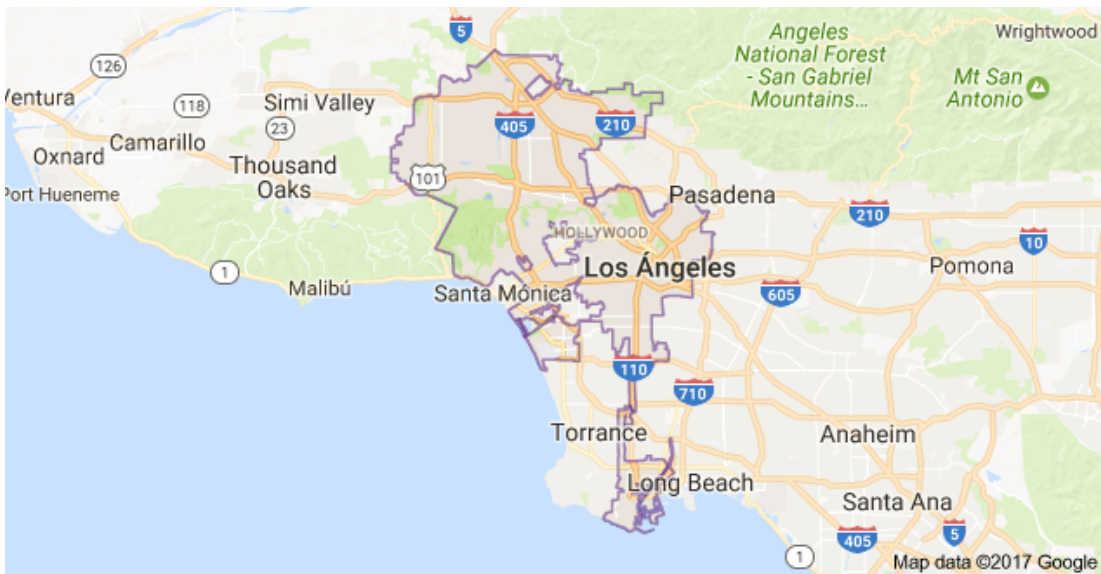 5
Angeles
National Forest
- San Gabriel
Mountains...
Wrightwood
126
Ventura
118
Simi Valley
405
210
Mt San
Antonio
23
Camarillo
Oxnard
Thousand
Oaks
101
Port Hueneme
Pasadena
210
HOLLYWOOD
10
1
Malibú
Santa Mónica
Los Ángeles
605
Pomona
110
710
Torrance
Anaheim
Long Beach
Santa Ana
405
5
1
Map data ©2017 Google